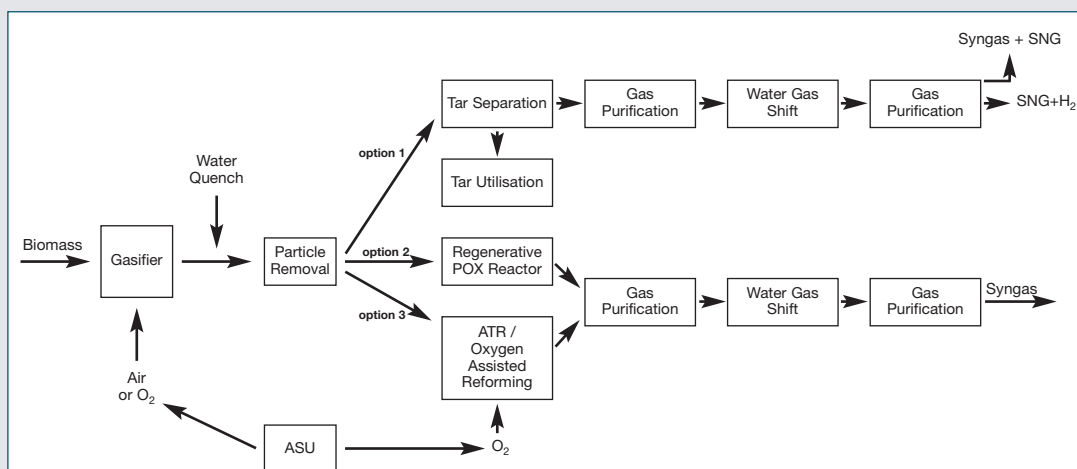 Syngas + SNG
Tar Separation
Gas
Purification
Water Gas
Shift
Gas
Purification
SNG+H₂
option 1
Water
Quench
Tar Utilisation
Biomass
Gasifier
Particle
Removal
option 2
Regenerative
POX Reactor
Gas
Purification
Water Gas
Shift
Gas
Purification
Syngas
option 3
ATR /
Oxygen
Assisted
Reforming
Air
or O₂
ASU
O₂